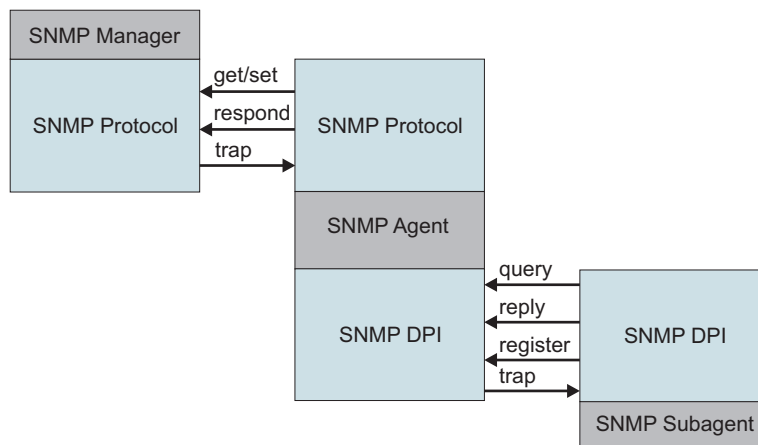 SNMP Manager
SNMP Protocol
get/set
respond
trap
SNMP Protocol
SNMP Agent
SNMP DPI
query
reply
register
trap
SNMP DPI
SNMP Subagent